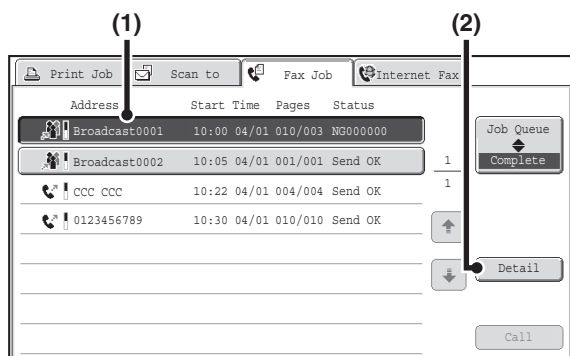 (1) (2)
Print Job Scan to Fax Job Internet Fax
Address Start Time Pages Status
Broadcast0001 10:00 04/01 010/003 NG000000
Job Queue
Complete
Broadcast0002 10:05 04/01 001/001 Send OK
1
1
CCC CCC 10:22 04/01 004/004 Send OK
0123456789 10:30 04/01 010/010 Send OK
Detail
Call